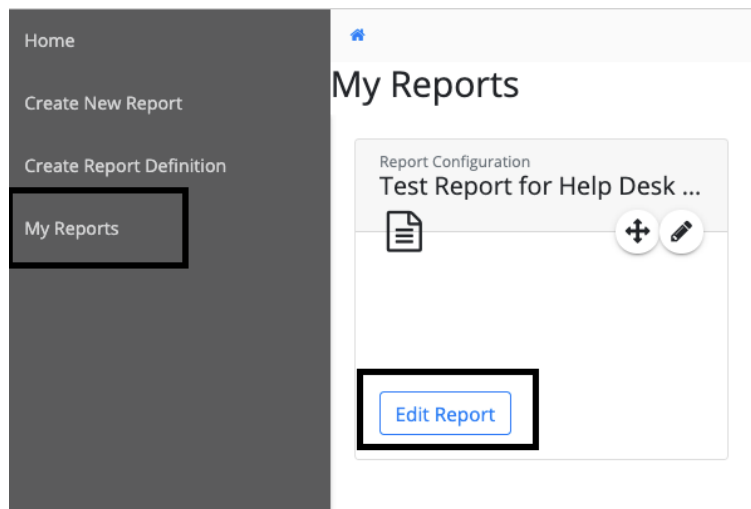 Home
Create New Report
Create Report Definition
My Reports
My Reports
Report Configuration
Test Report for Help Desk ...
Edit Report